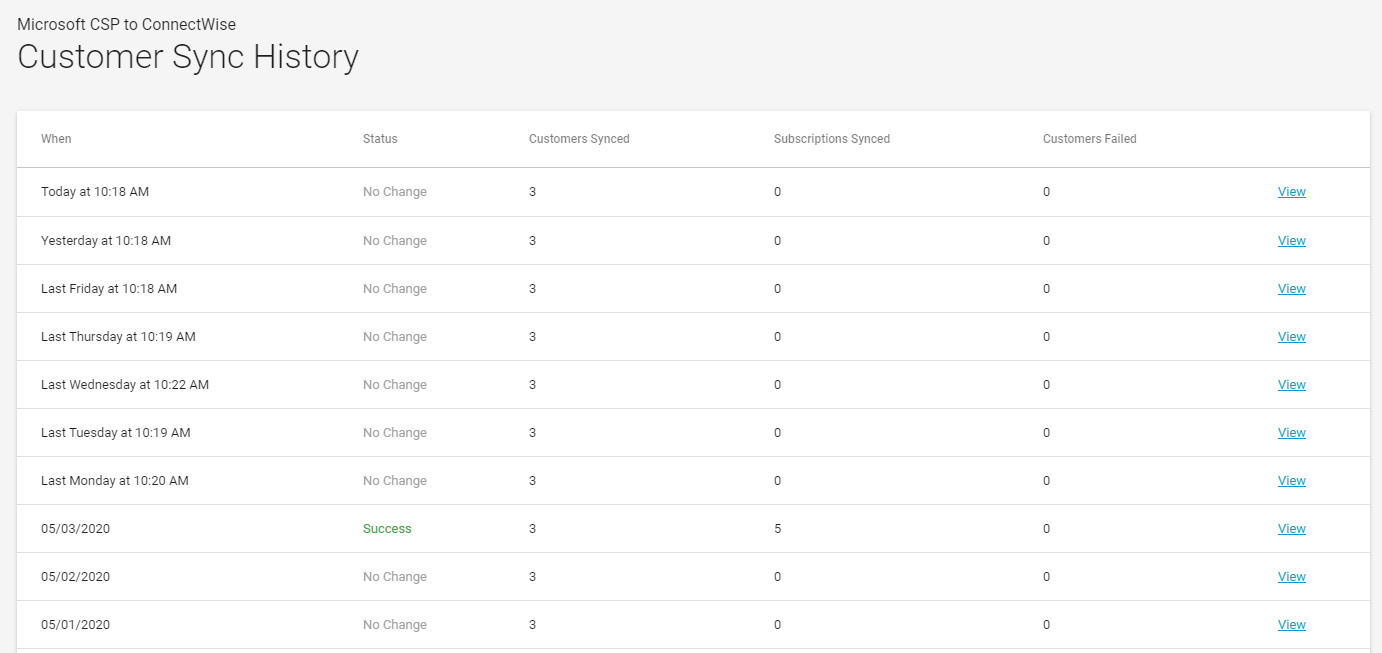 Microsoft CSP to ConnectWise
Customer Sync History
When Status Customers Synced Subscriptions Synced Customers Failed
Today at 10:18 AM No Change 3 0 0 View
Yesterday at 10:18 AM No Change 3 0 0 View
Last Friday at 10:18 AM No Change 3 0 0 View
Last Thursday at 10:19 AM No Change 3 0 0 View
Last Wednesday at 10:22 AM No Change 3 0 0 View
Last Tuesday at 10:19 AM No Change 3 0 0 View
Last Monday at 10:20 AM No Change 3 0 0 View
05/03/2020 Success 3 5 0 View
05/02/2020 No Change 3 0 0 View
05/01/2020 No Change 3 0 0 View